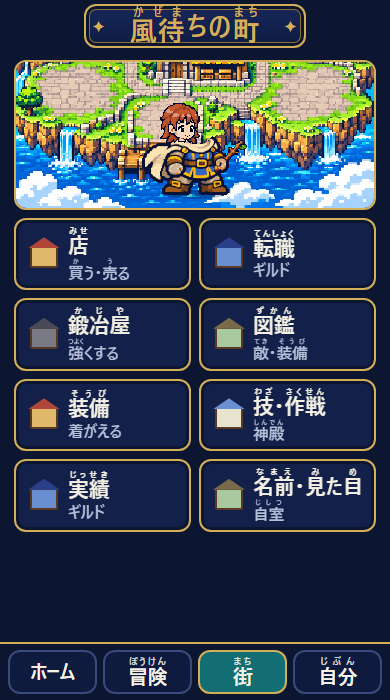 かぜま まち
風待ちの町
みせ
店
か う
買う・売る
てんしょく
転職
ギルド
かじや
鍛冶屋
つよく
強くする
ずかん
図鑑
てき そうび
敵・装備
そうび
装備
着がえる
わざ さくせん
技・作戦
しんでん
神殿
じっせき
実績
ギルド
なまえ み め
名前・見た目
じしつ
自室
ホーム
ぼうけん
冒険
まち
街
じぶん
自分